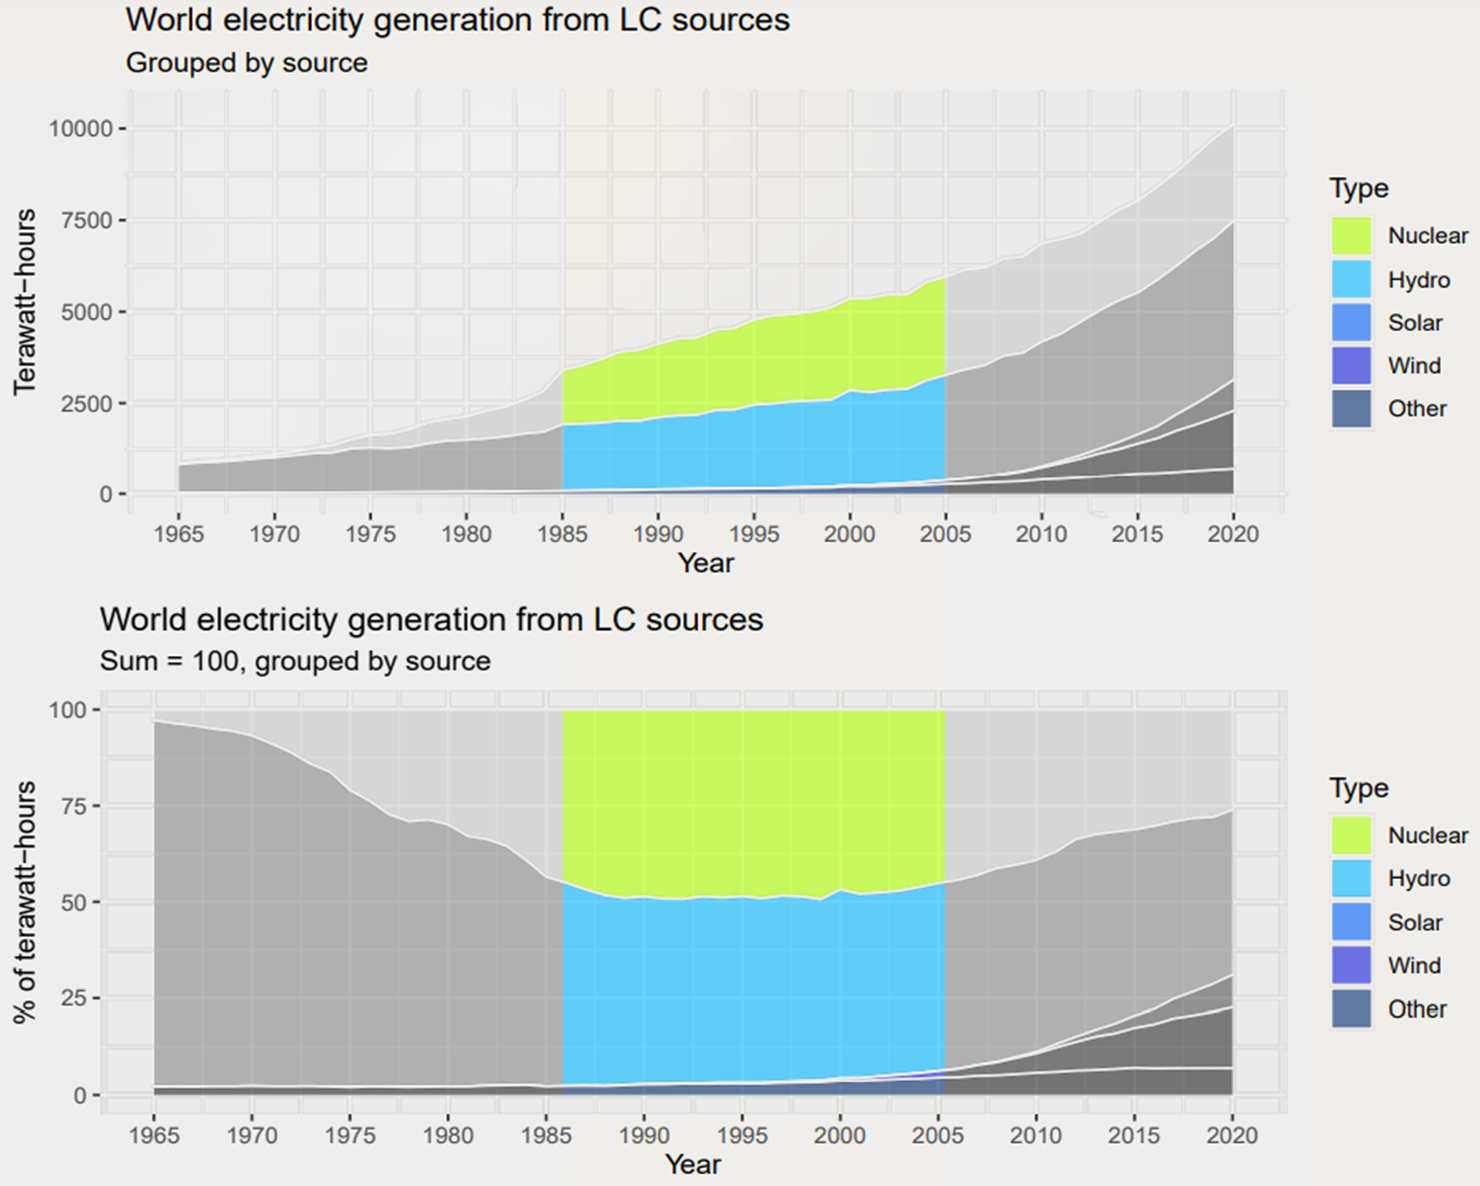 World electricity generation from LC sources
Grouped by source
Terawatt−hours
10000
7500
5000
2500
0
1965 1970 1975 1980 1985 1990 1995 2000 2005 2010 2015 2020
Year
Type
Nuclear
Hydro
Solar
Wind
Other
World electricity generation from LC sources
Sum = 100, grouped by source
% of terawatt−hours
100
75
50
25
0
1965 1970 1975 1980 1985 1990 1995 2000 2005 2010 2015 2020
Year
Type
Nuclear
Hydro
Solar
Wind
Other